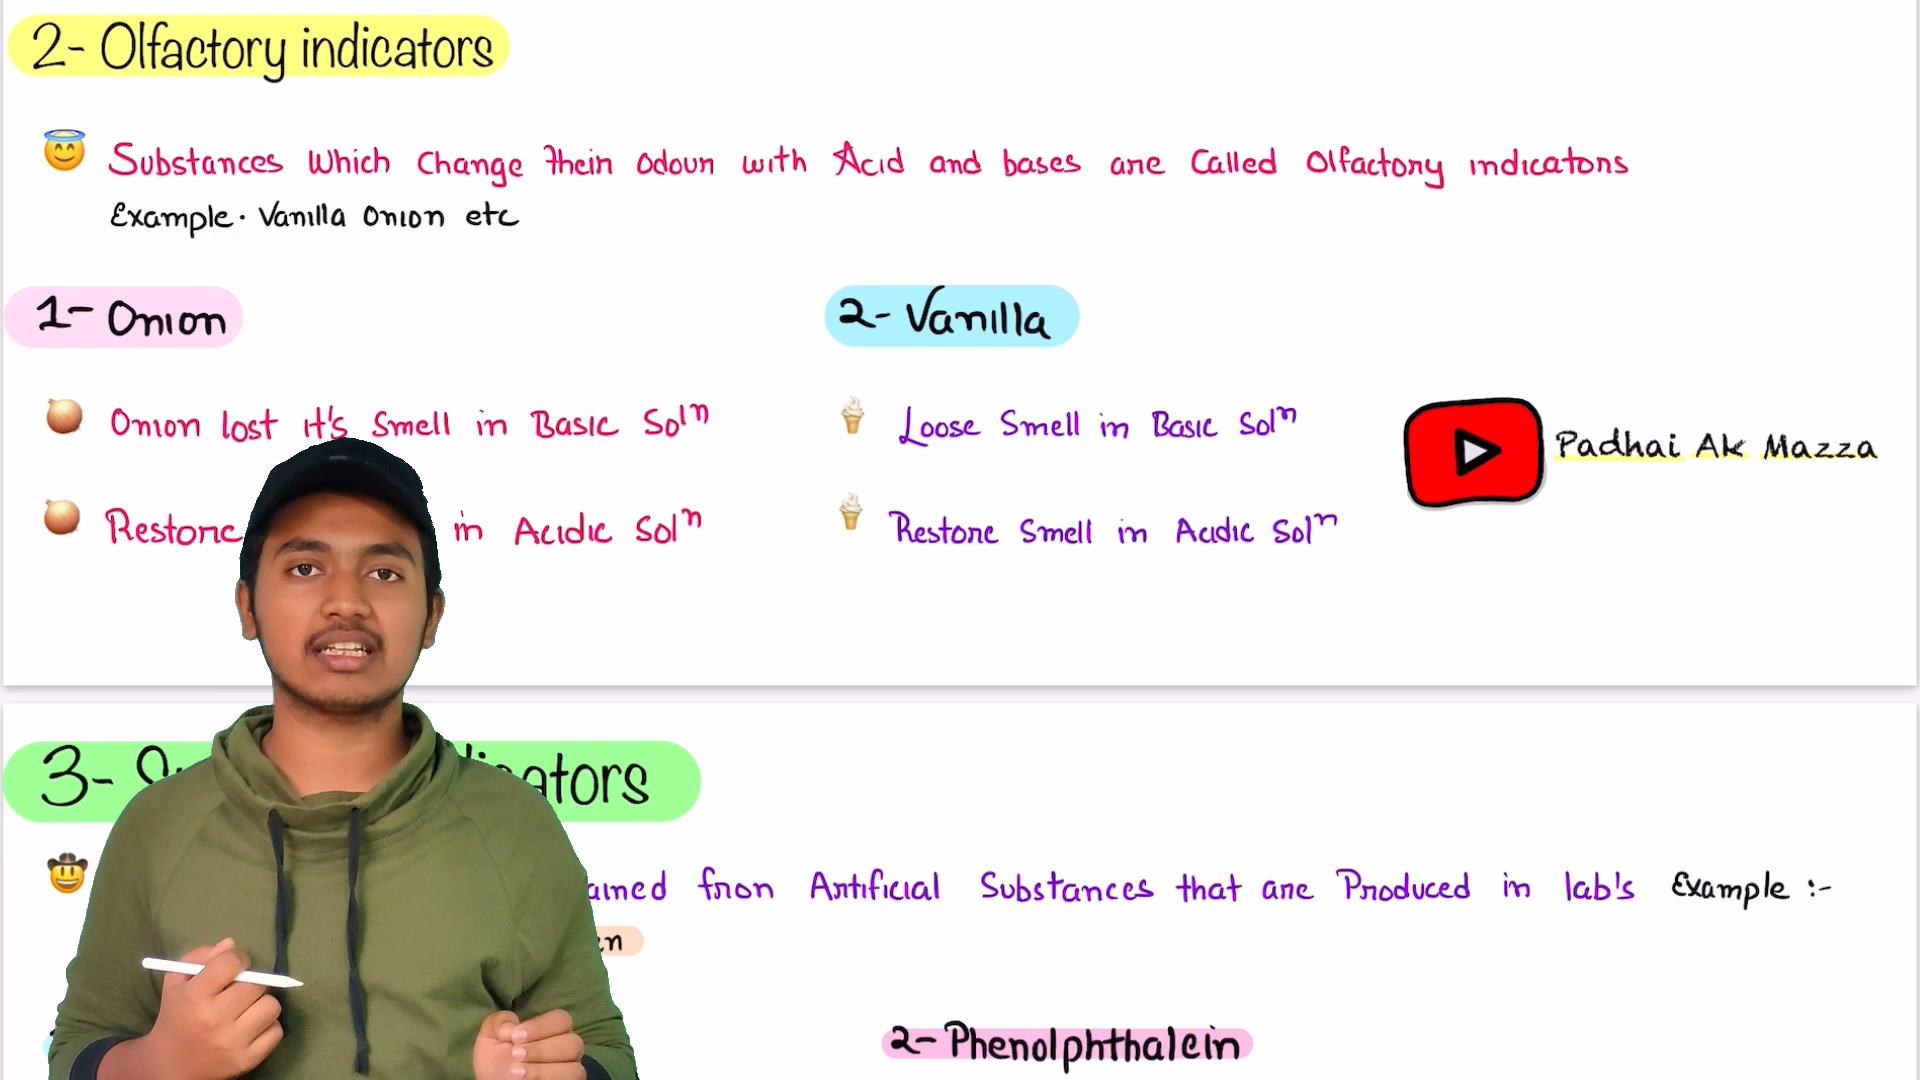 2- Olfactory indicators
Substances Which Change their Odour with Acid and bases are Called Olfactory indicators
Example. Vanilla Onion etc
1- Onion
2- Vanilla
Onion lost it's Smell in Basic Solⁿ
Loose Smell in Basic Solⁿ
Padhai Ak Mazza
Restore in Acidic Solⁿ
Restore Smell in Acidic Solⁿ
3-
fron Artificial Substances that are Produced in lab's Example :-
2- Phenolphthalein